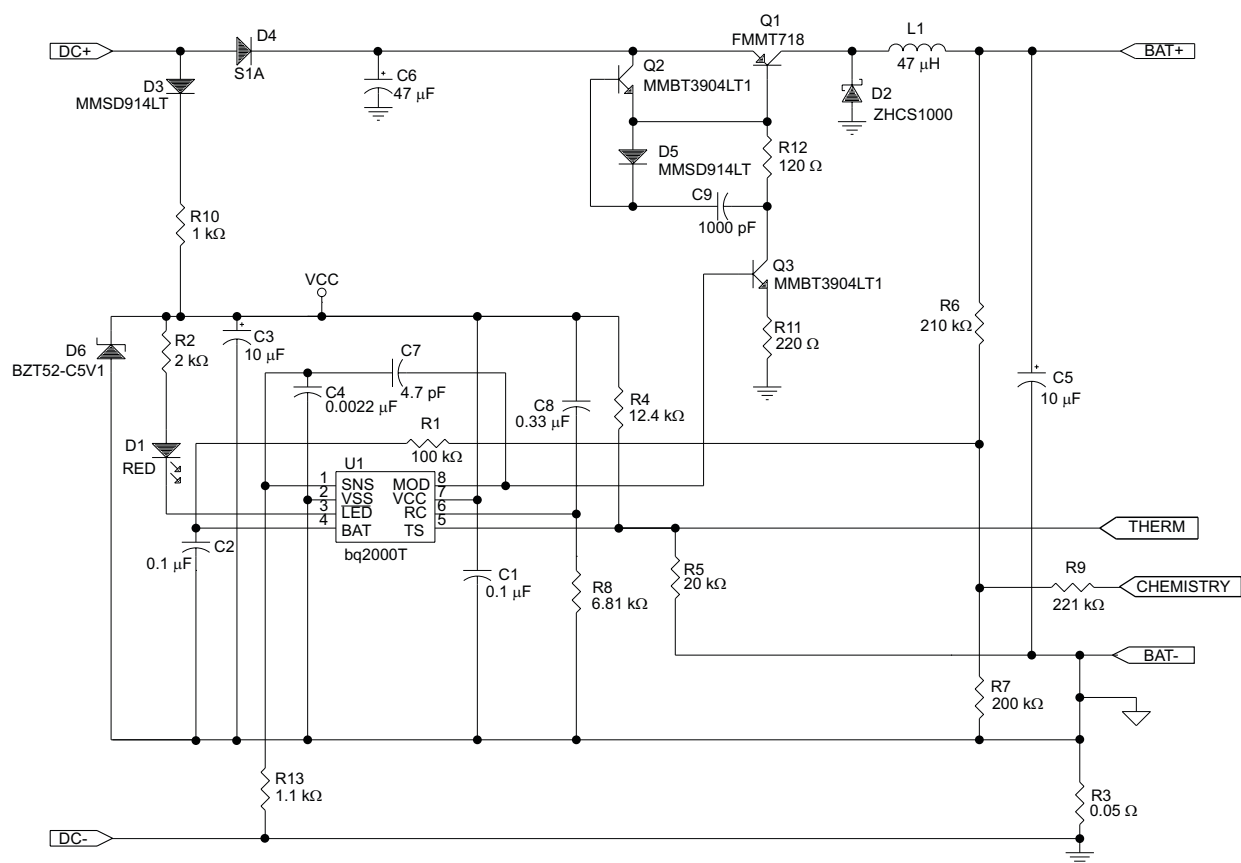 DC+
D4
S1A
D3
MMSD914LT
C6
47 μF
Q2
MMBT3904LT1
Q1
FMMT718
L1
47 μH
BAT+
D2
ZHCS1000
D5
MMSD914LT
R12
120 Ω
C9
1000 pF
R10
1 kΩ
Q3
MMBT3904LT1
VCC
R11
220 Ω
R6
210 kΩ
D6
BZT52-C5V1
R2
2 kΩ
C3
10 μF
C7
4.7 pF
C4
0.0022 μF
C8
0.33 μF
R4
12.4 kΩ
C5
10 μF
D1
RED
R1
100 kΩ
U1
1 SNS MOD 8
2 VSS VCC 7
3 LED RC 6
4 BAT TS 5
bq2000T
THERM
C2
0.1 μF
C1
0.1 μF
R8
6.81 kΩ
R5
20 kΩ
R9
221 kΩ
CHEMISTRY
BAT-
R7
200 kΩ
R13
1.1 kΩ
R3
0.05 Ω
DC-